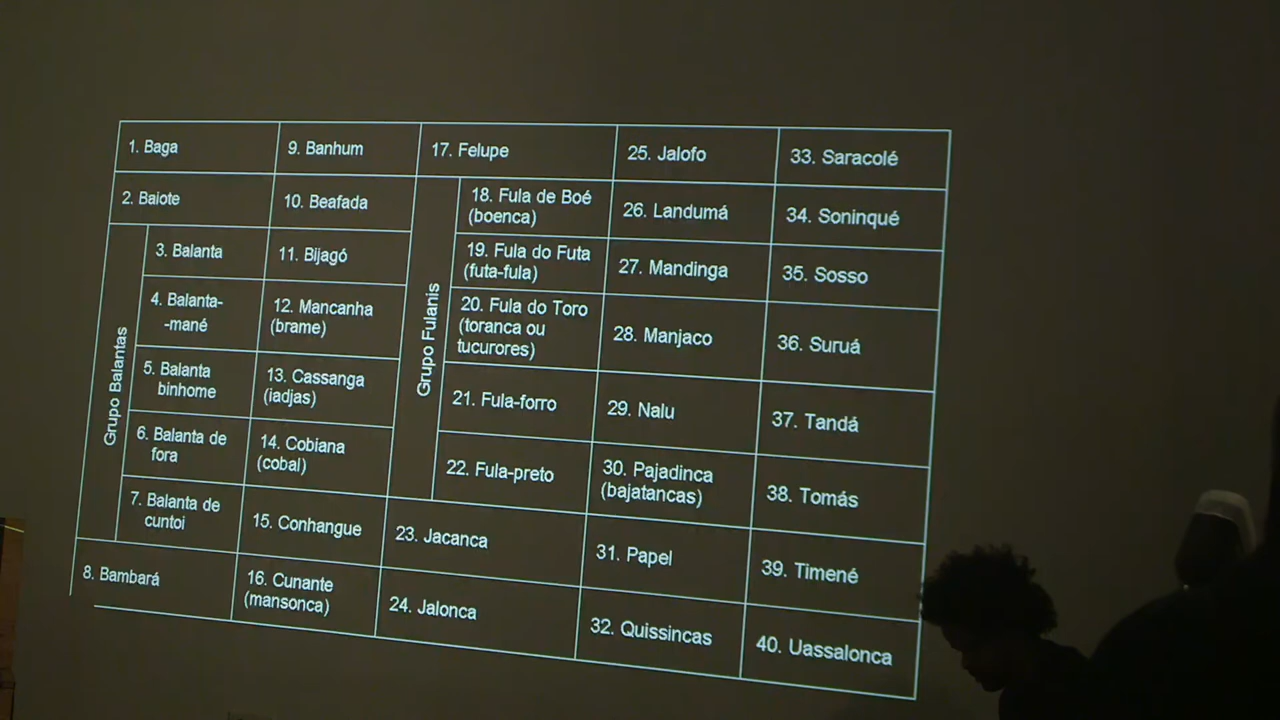 1. Baga
2. Baiote
Grupo Balantas
3. Balanta
4. Balanta-
-mané
5. Balanta
binhome
6. Balanta de
fora
7. Balanta de
cuntoi
8. Bambará
9. Banhum
10. Beafada
11. Bijagó
12. Mancanha
(brame)
13. Cassanga
(iadjas)
14. Cobiana
(cobal)
15. Conhangue
16. Cunante
(mansonca)
17. Felupe
Grupo Fulanis
18. Fula de Boé
(boenca)
19. Fula do Futa
(futa-fula)
20. Fula do Toro
(toranca ou
tucurores)
21. Fula-forro
22. Fula-preto
23. Jacanca
24. Jalonca
25. Jalofo
26. Landumá
27. Mandinga
28. Manjaco
29. Nalu
30. Pajadinca
(bajatancas)
31. Papel
32. Quissincas
33. Saracolé
34. Soninqué
35. Sosso
36. Suruá
37. Tandá
38. Tomás
39. Timené
40. Uassalonca